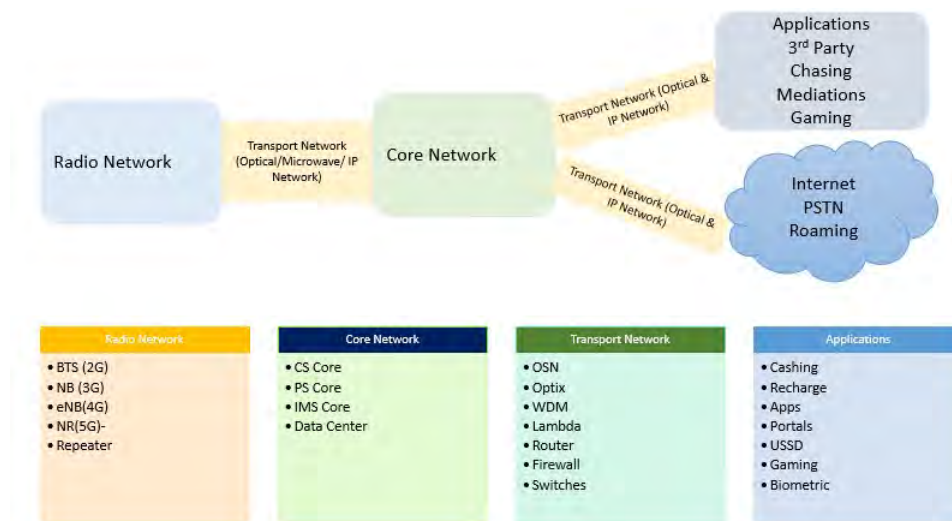 Radio Network
Transport Network
(Optical/Microwave/ IP
Network)
Core Network
Transport Network (Optical &
IP Network)
Transport Network (Optical &
IP Network)
Applications
3rd Party
Chasing
Mediations
Gaming
Internet
PSTN
Roaming
Radio Network
• BTS (2G)
• NB (3G)
• eNB(4G)
• NR(5G)-
• Repeater
Core Network
• CS Core
• PS Core
• IMS Core
• Data Center
Transport Network
• OSN
• Optix
• WDM
• Lambda
• Router
• Firewall
• Switches
Applications
• Cashing
• Recharge
• Apps
• Portals
• USSD
• Gaming
• Biometric